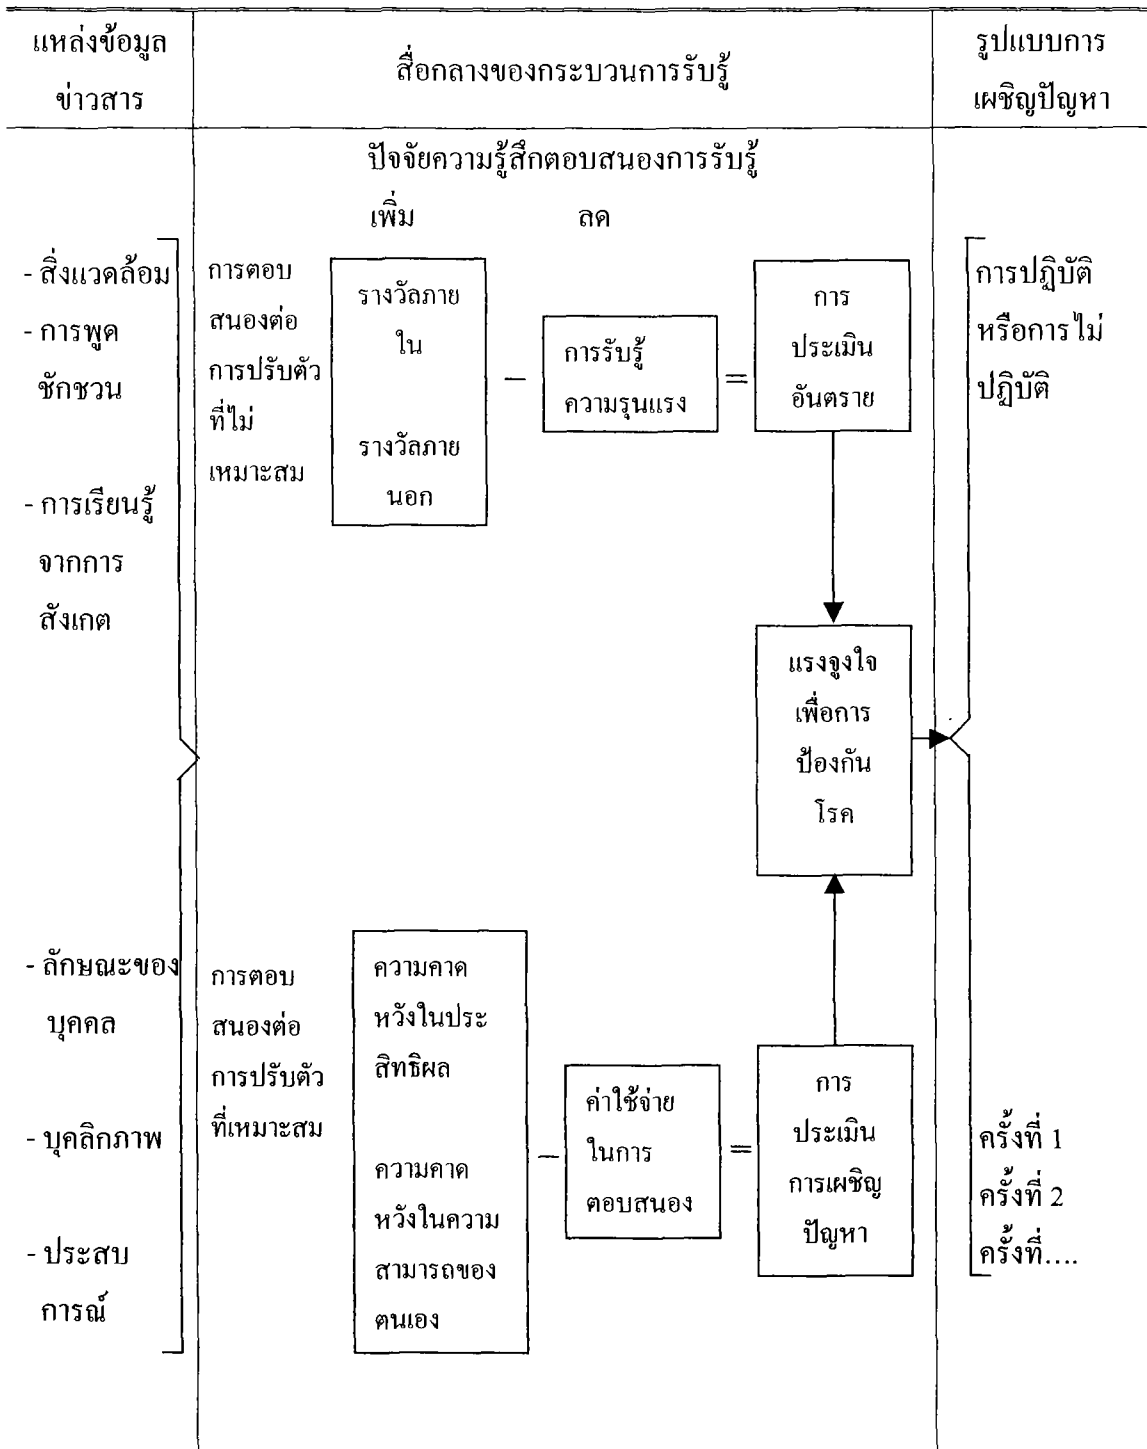 แหล่งข้อมูล
ข่าวสาร
สื่อกลางของกระบวนการรับรู้
รูปแบบการ
เผชิญปัญหา
ปัจจัยความรู้สึกตอบสนองการรับรู้
เพิ่ม
ลด
- สิ่งแวดล้อม
- การพูด
ชักชวน
- การเรียนรู้
จากการ
สังเกต
- ลักษณะของ
บุคคล
- บุคลิกภาพ
- ประสบ
การณ์
การตอบ
สนองต่อ
การปรับตัว
ที่ไม่
เหมาะสม
รางวัลภาย
ใน
รางวัลภาย
นอก
–
การรับรู้
ความรุนแรง
=
การ
ประเมิน
อันตราย
แรงจูงใจ
เพื่อการ
ป้องกัน
โรค
การตอบ
สนองต่อ
การปรับตัว
ที่เหมาะสม
ความคาด
หวังในประ
สิทธิผล
ความคาด
หวังในความ
สามารถของ
ตนเอง
–
ค่าใช้จ่าย
ในการ
ตอบสนอง
=
การ
ประเมิน
การเผชิญ
ปัญหา
การปฏิบัติ
หรือการไม่
ปฏิบัติ
ครั้งที่ 1
ครั้งที่ 2
ครั้งที่....